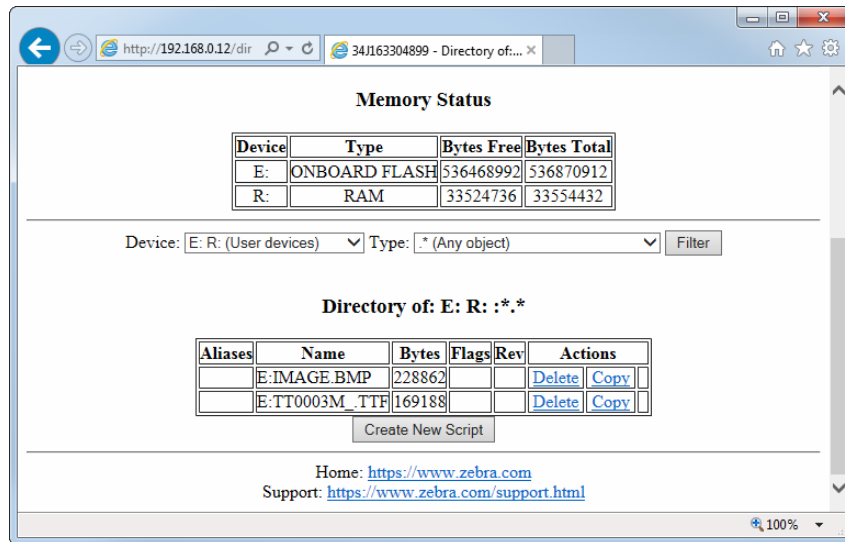 http://192.168.0.12/dir
34J163304899 - Directory of:...
Memory Status
Device Type Bytes Free Bytes Total
E: ONBOARD FLASH 536468992 536870912
R: RAM 33524736 33554432
Device: E: R: (User devices) Type: .* (Any object) Filter
Directory of: E: R: :*.*
Aliases Name Bytes Flags Rev Actions
E:IMAGE.BMP 228862 Delete Copy
E:TT0003M_.TTF 169188 Delete Copy
Create New Script
Home: https://www.zebra.com
Support: https://www.zebra.com/support.html
100%